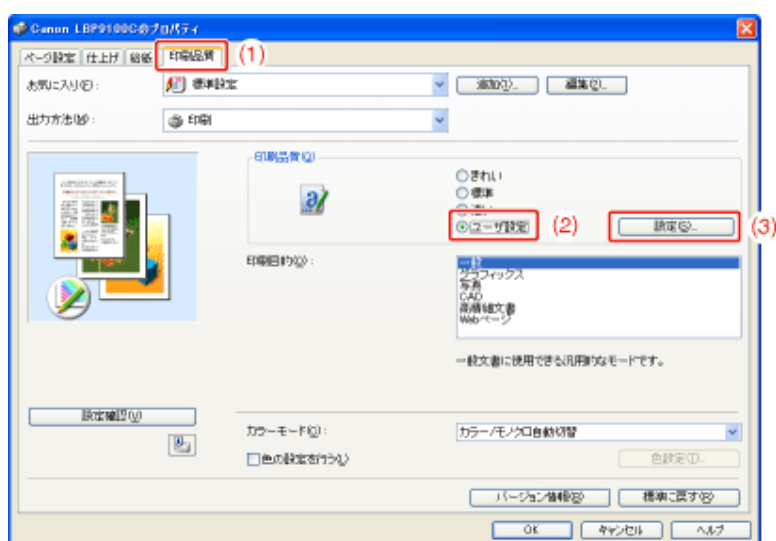 Canon LBP9100Cのプロパティ
ページ設定 仕上げ 給紙 印刷品質 (1)
お気に入り(F): 標準設定 追加(1)... 編集(2)...
出力方法(M): 印刷
印刷品質(Q)
きれい
標準
速い
ユーザ設定 (2) 設定(S)... (3)
印刷目的(O):
一般
グラフィックス
写真
CAD
高精細文書
Webページ
一般文書に使用できる汎用的なモードです。
設定確認(V)
カラーモード(C): カラー/モノクロ自動切替
色の設定を行う(L) 色設定(T)...
バージョン情報(B) 標準に戻す(R)
OK キャンセル ヘルプ